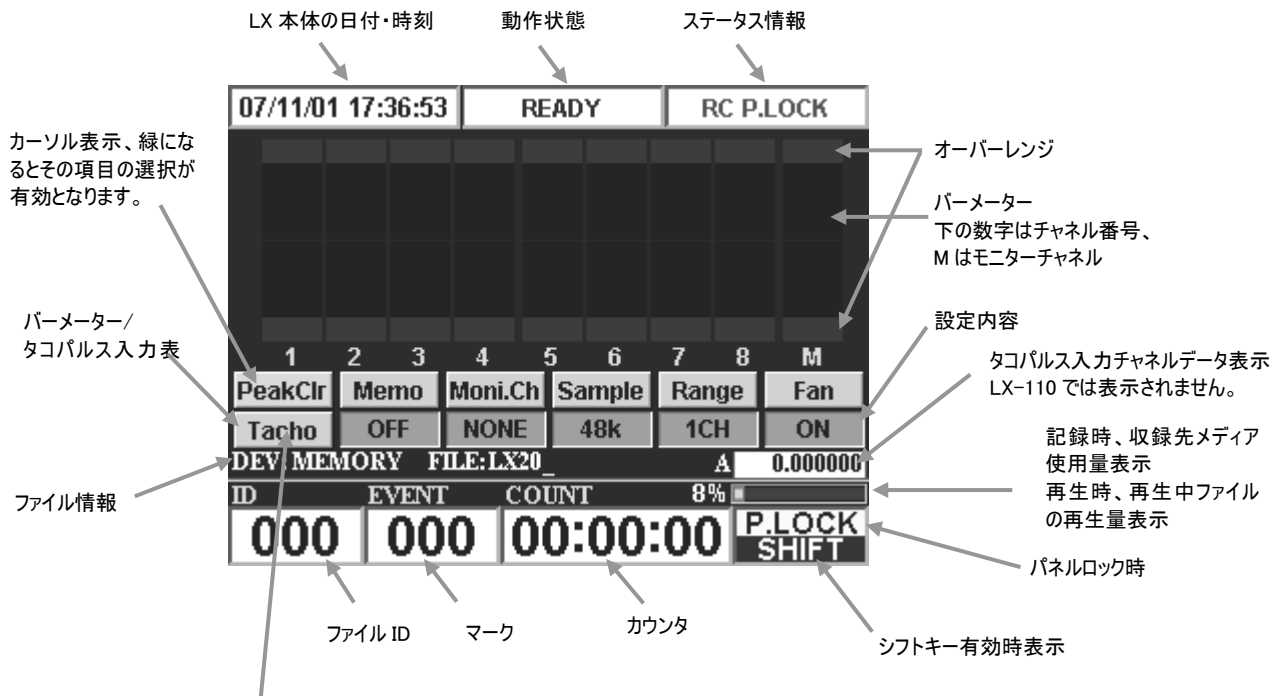 LX 本体の日付・時刻
動作状態
ステータス情報
07/11/01 17:36:53
READY
RC P.LOCK
カーソル表示、緑にな
るとその項目の選択が
有効となります。
オーバーレンジ
バーメーター
下の数字はチャネル番号、
M はモニターチャネル
バーメーター/
タコパルス入力表
設定内容
タコパルス入力チャネルデータ表示
LX-110 では表示されません。
1 2 3 4 5 6 7 8 M
PeakClr Memo Moni.Ch Sample Range Fan
Tacho OFF NONE 48k 1CH ON
DEV: MEMORY FILE:LX20_ A 0.000000
ID EVENT COUNT 8%
000 000 00:00:00 P.LOCK
SHIFT
記録時、収録先メディア
使用量表示
再生時、再生中ファイル
の再生量表示
ファイル情報
パネルロック時
ファイル ID
マーク
カウンタ
シフトキー有効時表示